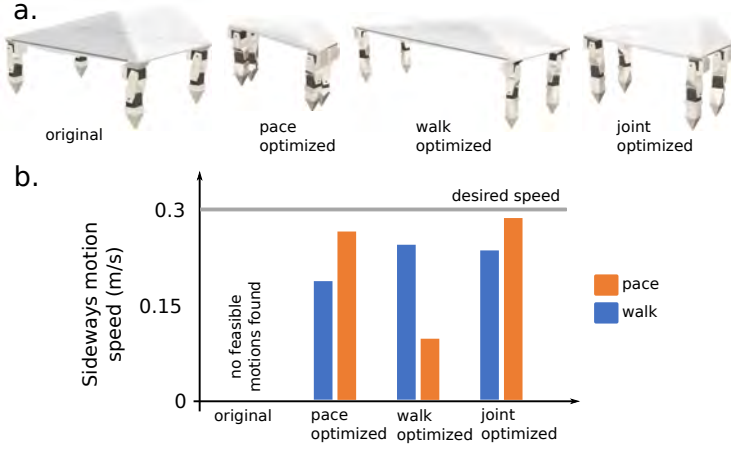 a.
original
pace
optimized
walk
optimized
joint
optimized
b.
Sideways motion
speed (m/s)
0.3
0.15
0
desired speed
no feasible
motions found
original
pace
optimized
walk
optimized
joint
optimized
pace
walk